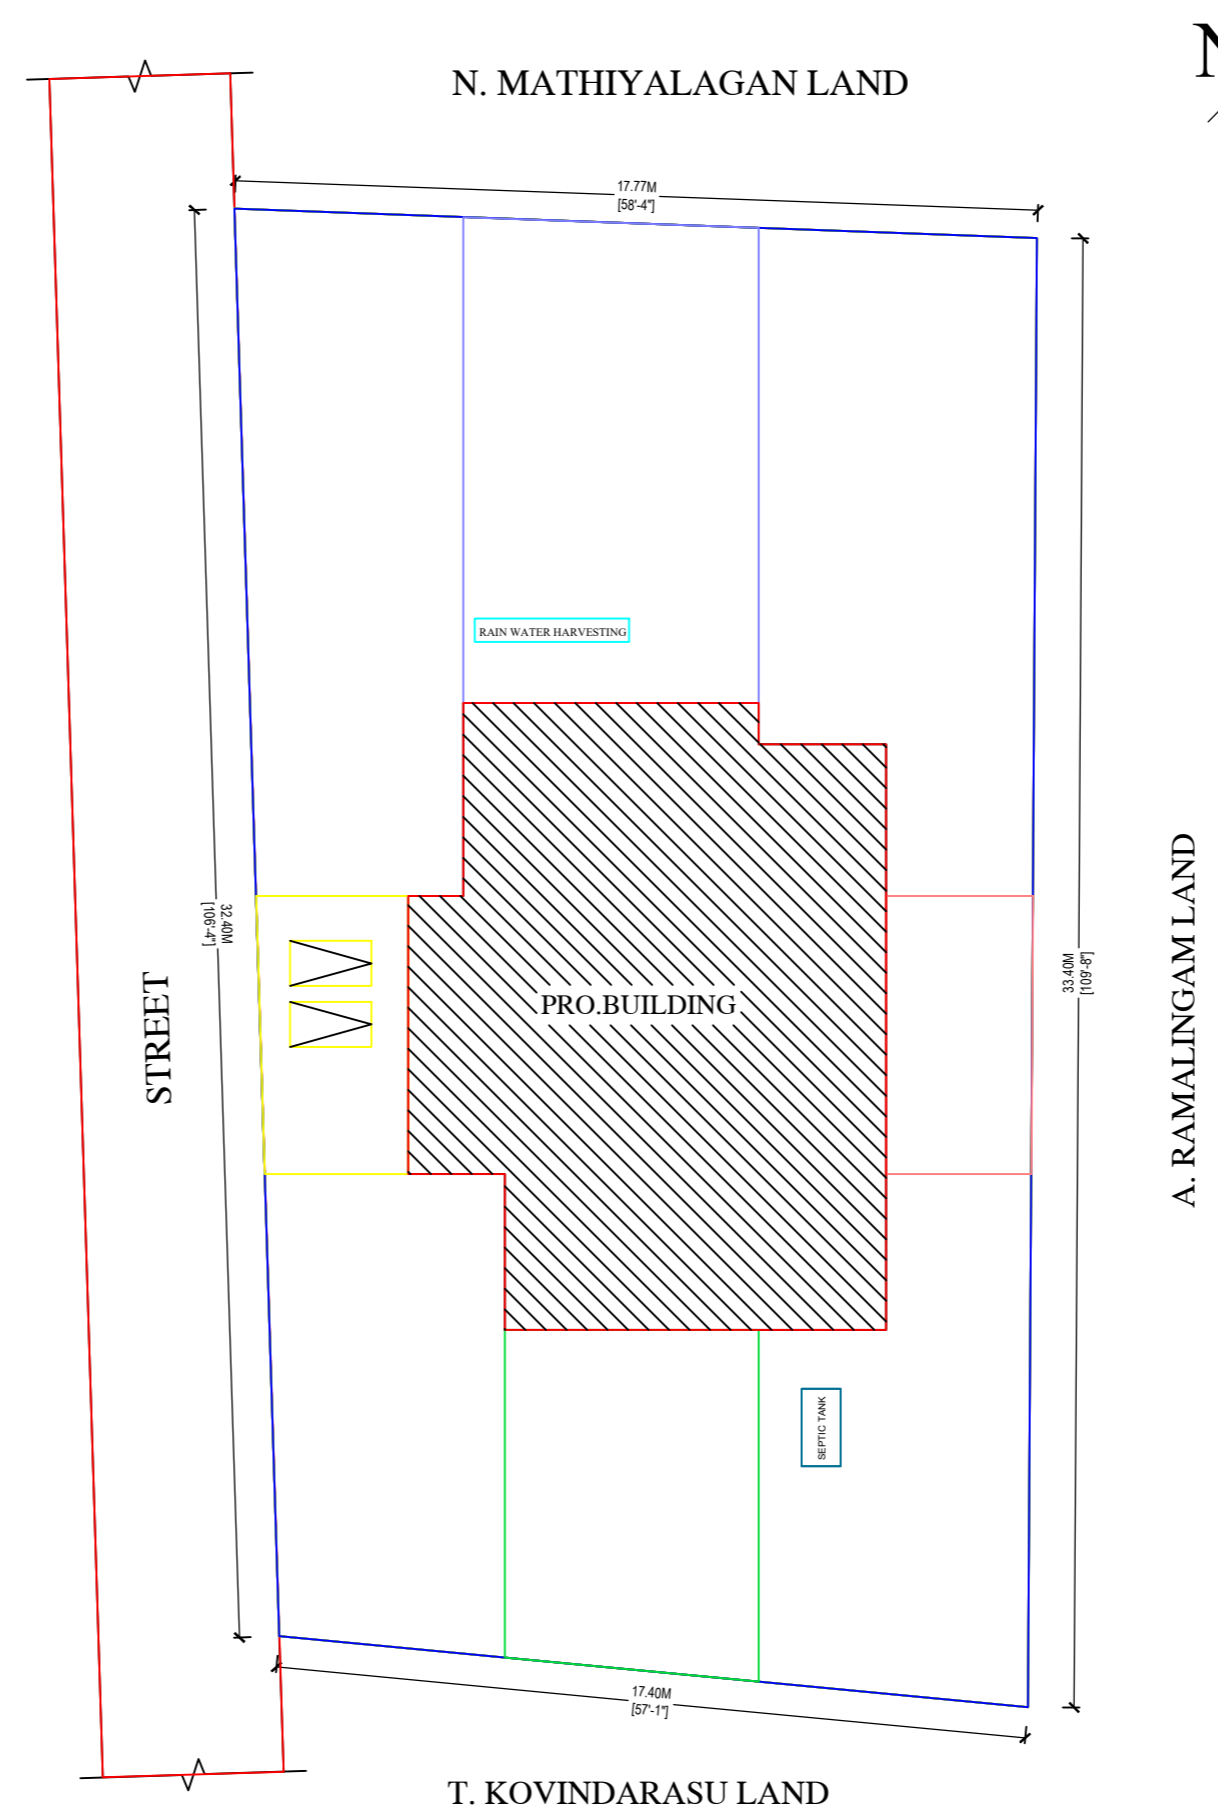 N
N. MATHIYALAGAN LAND
17.77M
[58'-4"]
RAIN WATER HARVESTING
32.40M
[106'-4"]
STREET
PRO.BUILDING
33.40M
[109'-8"]
A. RAMALINGAM LAND
SEPTIC TANK
17.40M
[57'-1"]
T. KOVINDARASU LAND